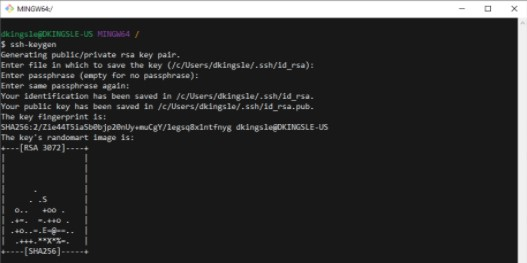 MINGW64:/
dkingsle@DKINGSLE-US MINGW64 /
$ ssh-keygen
Generating public/private rsa key pair.
Enter file in which to save the key (/c/Users/dkingsle/.ssh/id_rsa):
Enter passphrase (empty for no passphrase):
Enter same passphrase again:
Your identification has been saved in /c/Users/dkingsle/.ssh/id_rsa.
Your public key has been saved in /c/Users/dkingsle/.ssh/id_rsa.pub.
The key fingerprint is:
SHA256:2/Zie44T5iaSb0bjp20nUy+muCgY/legsq8x1ntfnyg dkingsle@DKINGSLE-US
The key's randomart image is:
+---[RSA 3072]----+
|                 |
|                 |
|                 |
|      .          |
|     . .S        |
|  o..   +oo .    |
| .+=.  =.++o .   |
| .+o..=.E=@==..  |
|  .+++.**X*%=.   |
+----[SHA256]-----+